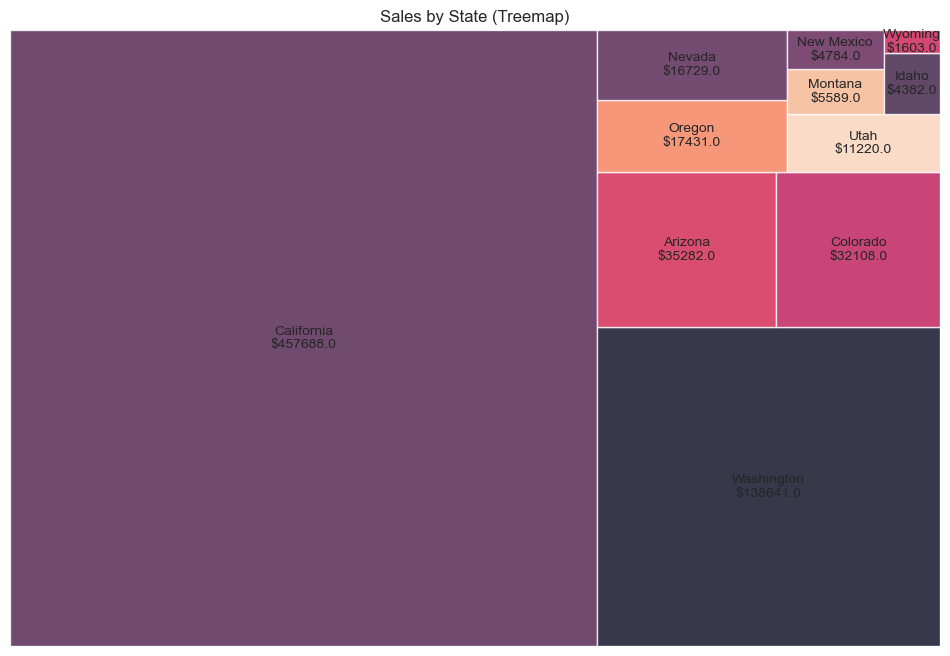 Sales by State (Treemap)
California
$457688.0
Washington
$138641.0
Arizona
$35282.0
Colorado
$32108.0
Oregon
$17431.0
Nevada
$16729.0
Utah
$11220.0
Montana
$5589.0
New Mexico
$4784.0
Idaho
$4382.0
Wyoming
$1603.0